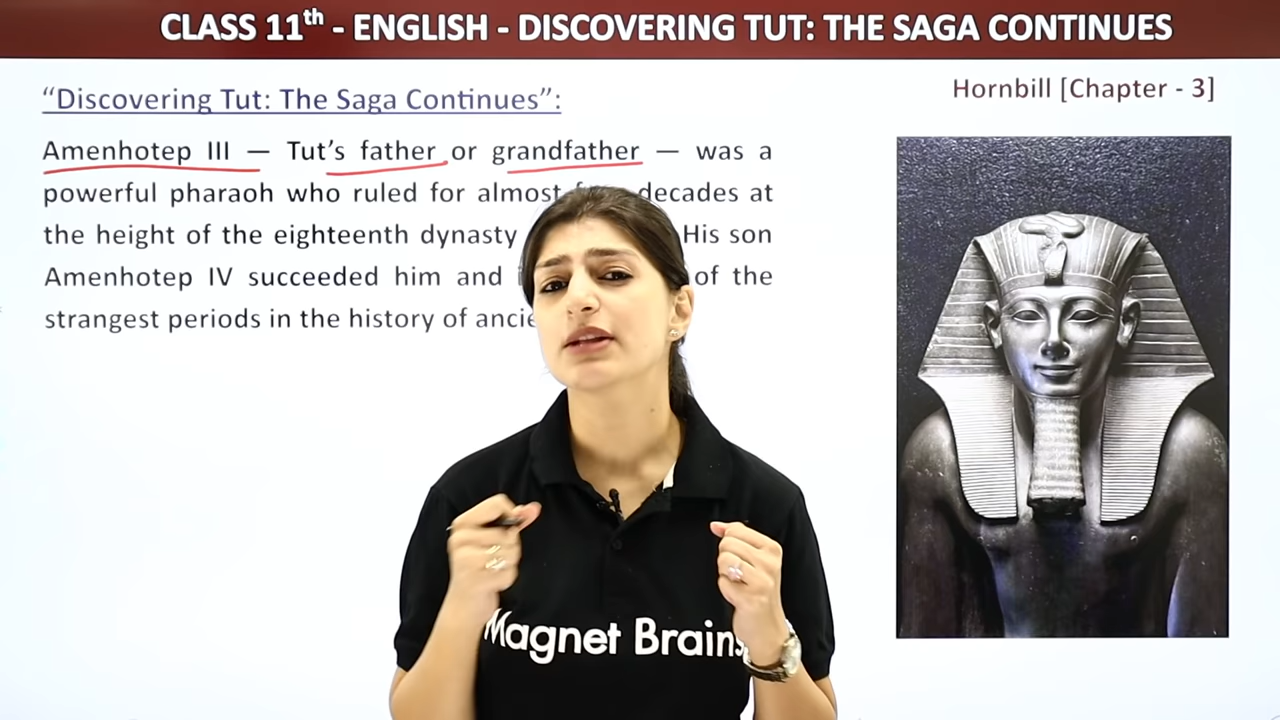 CLASS 11th - ENGLISH - DISCOVERING TUT: THE SAGA CONTINUES
Hornbill [Chapter - 3]
“Discovering Tut: The Saga Continues”:
Amenhotep III — Tut’s father or grandfather — was a
powerful pharaoh who ruled for almost decades at
the height of the eighteenth dynasty His son
Amenhotep IV succeeded him and of the
strangest periods in the history of
Magnet Brains